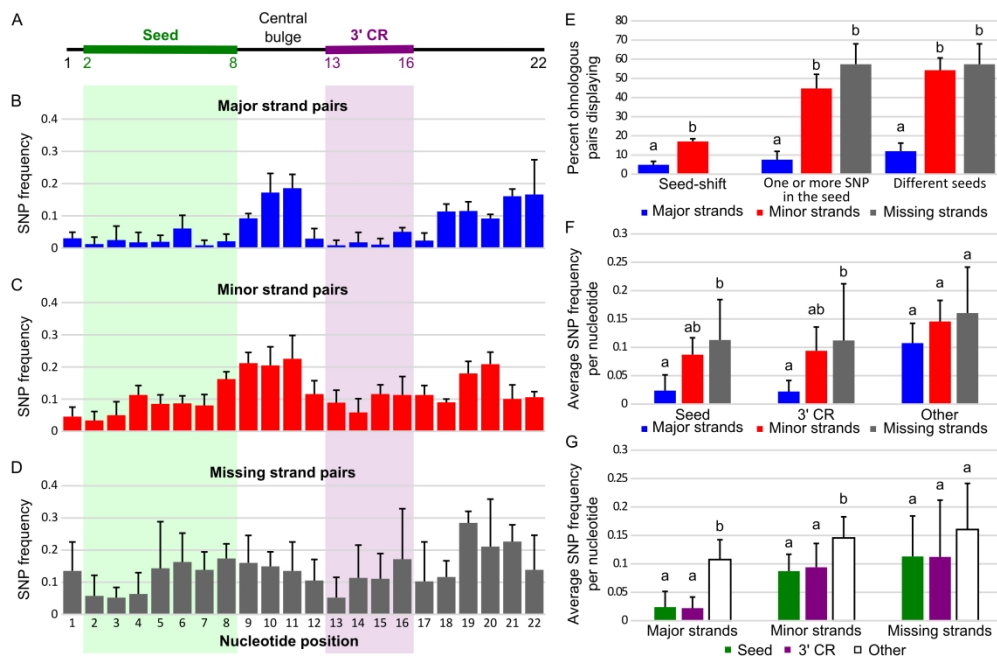 A
Central
bulge
Seed
3' CR
1
2
8
13
16
22
B
Major strand pairs
SNP frequency
0.4
0.3
0.2
0.1
0
C
Minor strand pairs
SNP frequency
0.4
0.3
0.2
0.1
0
D
Missing strand pairs
SNP frequency
0.4
0.3
0.2
0.1
0
1 2 3 4 5 6 7 8 9 10 11 12 13 14 15 16 17 18 19 20 21 22
Nucleotide position
E
Percent ohnologous
pairs displaying
80
70
60
50
40
30
20
10
0
a b a b b a b b
Seed-shift
One or more SNP
in the seed
Different seeds
Major strands Minor strands Missing strands
F
Average SNP frequency
per nucleotide
0.3
0.25
0.2
0.15
0.1
0.05
0
a ab b a ab b a a a
Seed 3' CR Other
Major strands Minor strands Missing strands
G
Average SNP frequency
per nucleotide
0.3
0.25
0.2
0.15
0.1
0.05
0
a a b a a b a a a
Major strands Minor strands Missing strands
Seed 3' CR Other